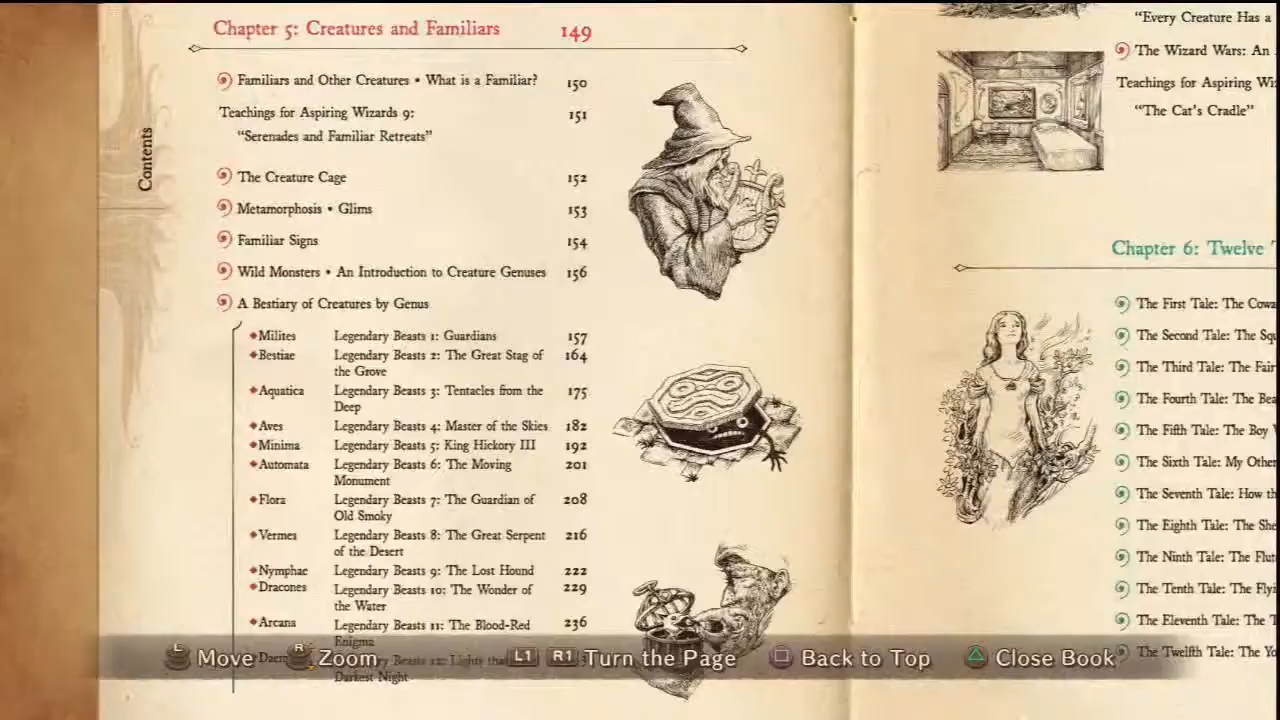 Chapter 5: Creatures and Familiars 149
Contents
Familiars and Other Creatures • What is a Familiar? 150
Teachings for Aspiring Wizards 9: 151
"Serenades and Familiar Retreats"
The Creature Cage 152
Metamorphosis • Glims 153
Familiar Signs 154
Wild Monsters • An Introduction to Creature Genuses 156
A Bestiary of Creatures by Genus
Milites Legendary Beasts 1: Guardians 157
Bestiae Legendary Beasts 2: The Great Stag of 164
the Grove
Aquatica Legendary Beasts 3: Tentacles from the 175
Deep
Aves Legendary Beasts 4: Master of the Skies 182
Minima Legendary Beasts 5: King Hickory III 192
Automata Legendary Beasts 6: The Moving 201
Monument
Flora Legendary Beasts 7: The Guardian of 208
Old Smoky
Vermes Legendary Beasts 8: The Great Serpent 216
of the Desert
Nymphae Legendary Beasts 9: The Lost Hound 222
Dracones Legendary Beasts 10: The Wonder of 229
the Water
Arcana Legendary Beasts 11: The Blood-Red 236
Enigma
Beasts 12: Lights
Darkest Night
"Every Creature Has a
The Wizard Wars: An
Teachings for Aspiring Wi
"The Cat's Cradle"
Chapter 6: Twelve
The First Tale: The Cowa
The Second Tale: The Squ
The Third Tale: The Fair
The Fourth Tale: The Bea
The Fifth Tale: The Boy
The Sixth Tale: My Other
The Seventh Tale: How th
The Eighth Tale: The She
The Ninth Tale: The Flut
The Tenth Tale: The Flyi
The Eleventh Tale: The T
The Twelfth Tale: The Yo
L Move R Zoom L1 R1 Turn the Page Back to Top Close Book